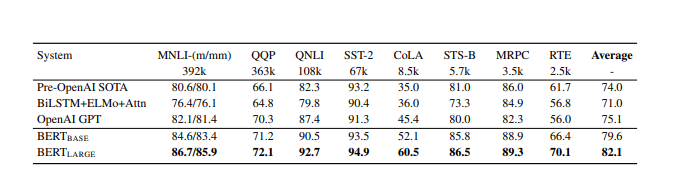 System MNLI-(m/mm) QQP QNLI SST-2 CoLA STS-B MRPC RTE Average
392k 363k 108k 67k 8.5k 5.7k 3.5k 2.5k -
Pre-OpenAI SOTA 80.6/80.1 66.1 82.3 93.2 35.0 81.0 86.0 61.7 74.0
BiLSTM+ELMo+Attn 76.4/76.1 64.8 79.8 90.4 36.0 73.3 84.9 56.8 71.0
OpenAI GPT 82.1/81.4 70.3 87.4 91.3 45.4 80.0 82.3 56.0 75.1
BERTBASE 84.6/83.4 71.2 90.5 93.5 52.1 85.8 88.9 66.4 79.6
BERTLARGE 86.7/85.9 72.1 92.7 94.9 60.5 86.5 89.3 70.1 82.1